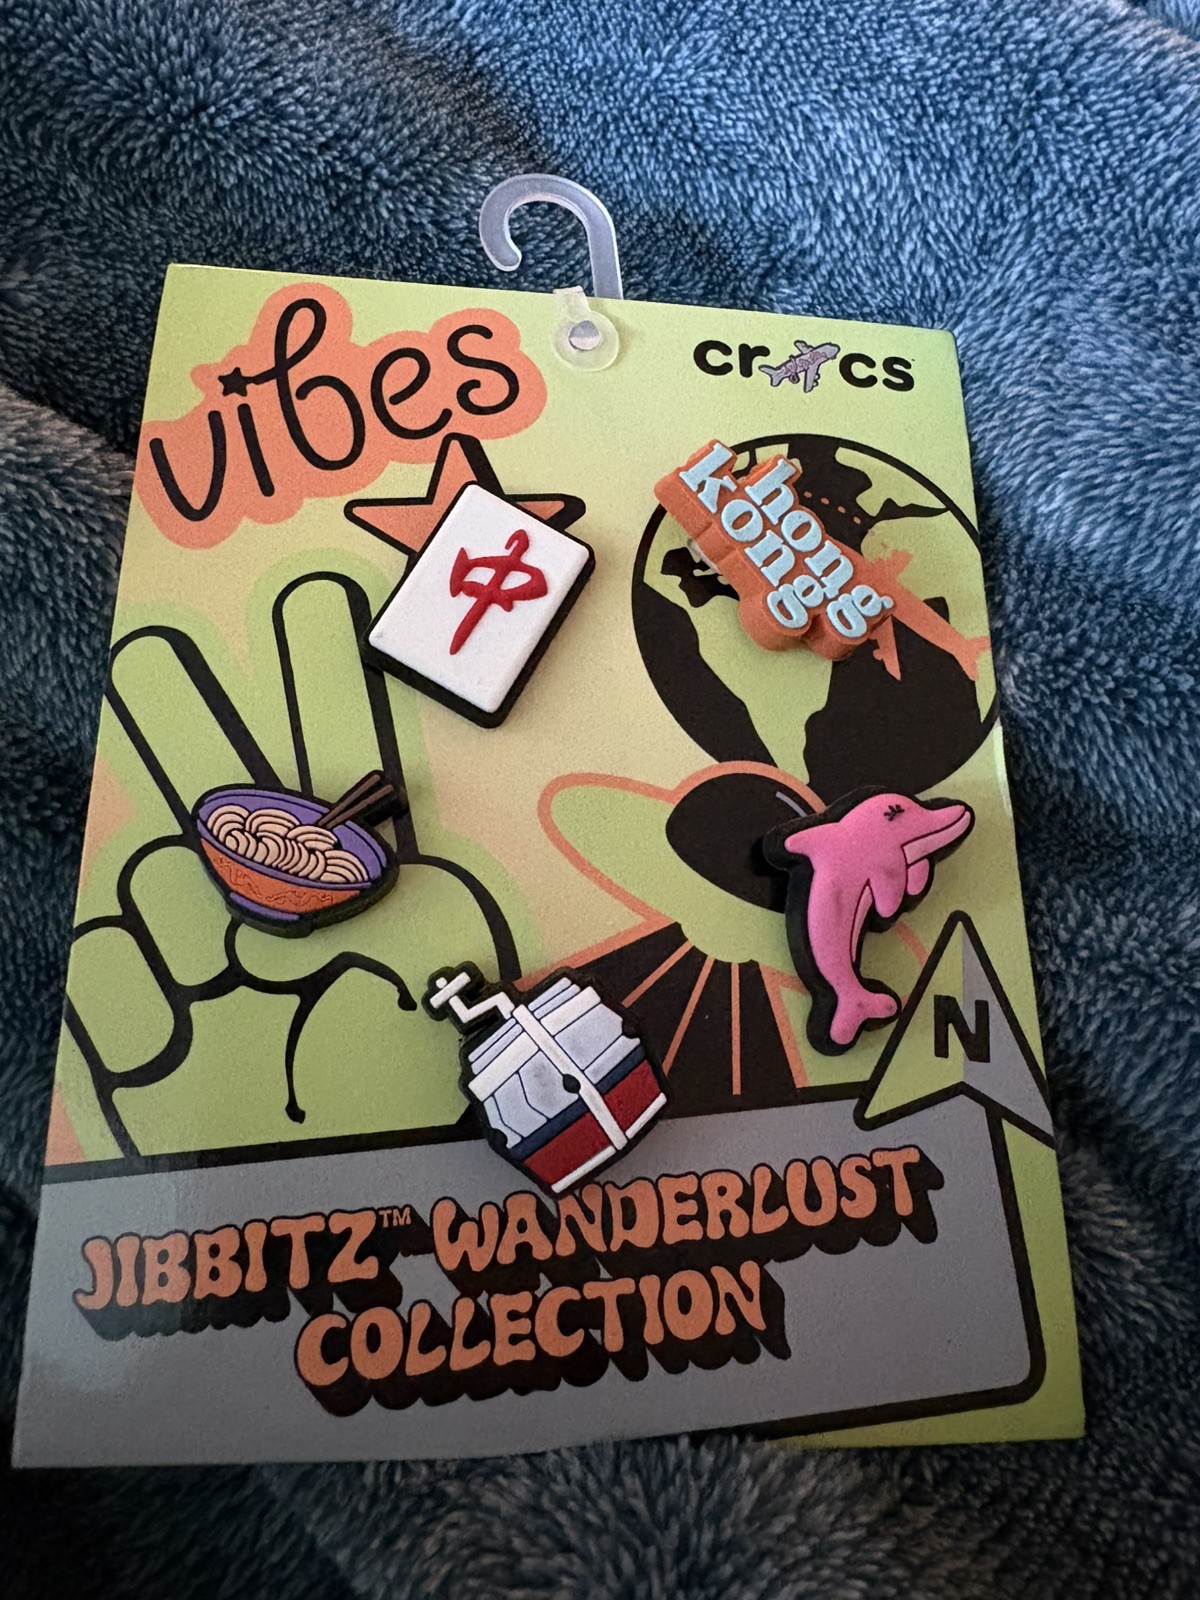 vibes
crocs
中
hong
kong
N
JIBBITZ™ WANDERLUST
COLLECTION